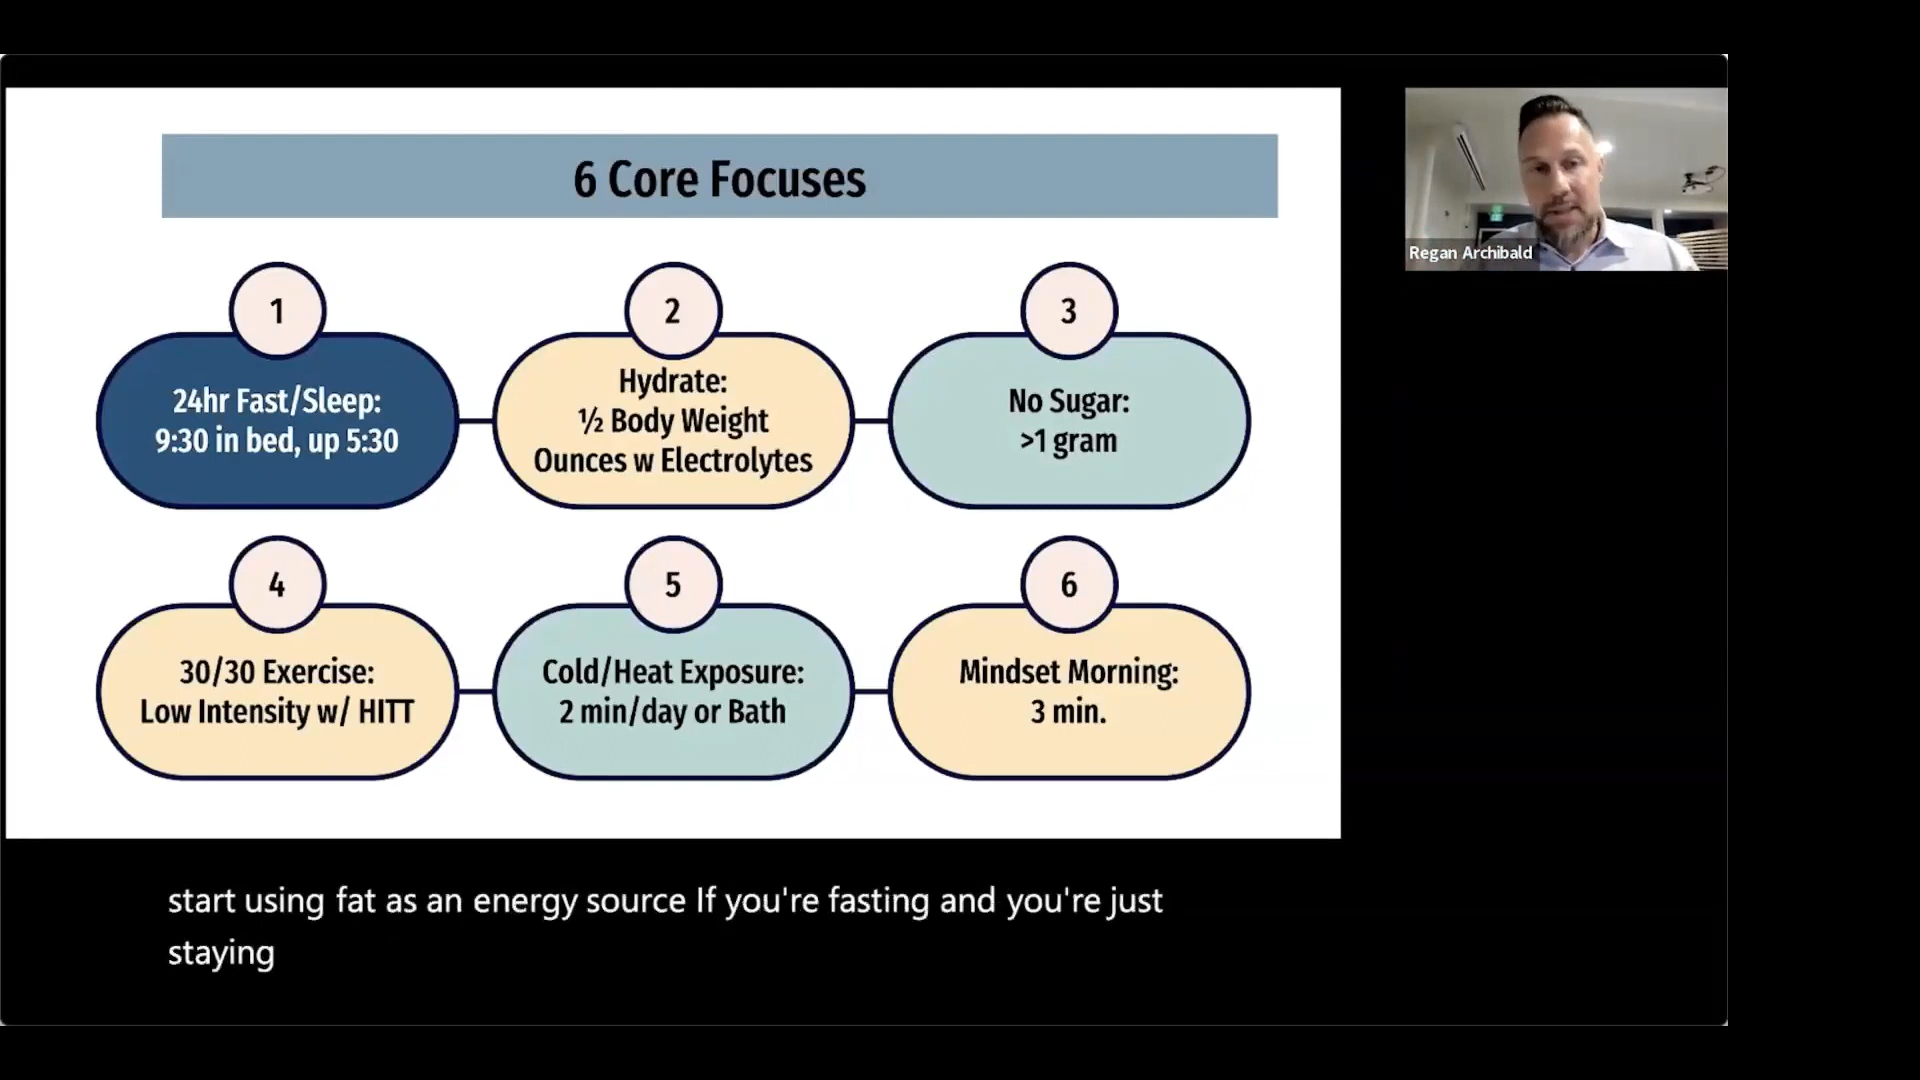 6 Core Focuses
Regan Archibald
1
2
3
24hr Fast/Sleep:
9:30 in bed, up 5:30
Hydrate:
½ Body Weight
Ounces w Electrolytes
No Sugar:
>1 gram
4
5
6
30/30 Exercise:
Low Intensity w/ HITT
Cold/Heat Exposure:
2 min/day or Bath
Mindset Morning:
3 min.
start using fat as an energy source If you're fasting and you're just
staying